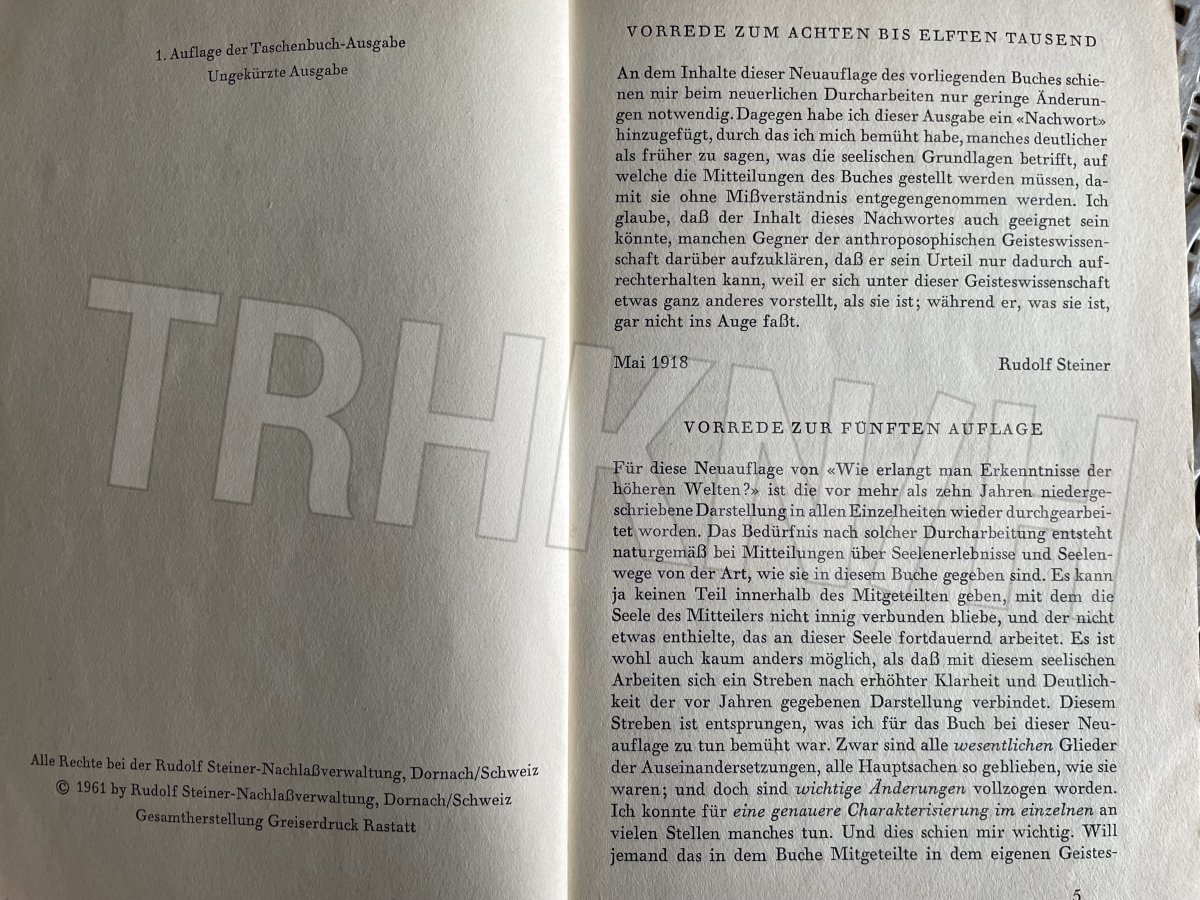 1. Auflage der Taschenbuch-Ausgabe
Ungekürzte Ausgabe
Alle Rechte bei der Rudolf Steiner-Nachlaßverwaltung, Dornach/Schweiz
© 1961 by Rudolf Steiner-Nachlaßverwaltung, Dornach/Schweiz
Gesamtherstellung Greiserdruck Rastatt
VORREDE ZUM ACHTEN BIS ELFTEN TAUSEND
An dem Inhalte dieser Neuauflage des vorliegenden Buches schie-
nen mir beim neuerlichen Durcharbeiten nur geringe Änderun-
gen notwendig. Dagegen habe ich dieser Ausgabe ein «Nachwort»
hinzugefügt, durch das ich mich bemüht habe, manches deutlicher
als früher zu sagen, was die seelischen Grundlagen betrifft, auf
welche die Mitteilungen des Buches gestellt werden müssen, da-
mit sie ohne Mißverständnis entgegengenommen werden. Ich
glaube, daß der Inhalt dieses Nachwortes auch geeignet sein
könnte, manchen Gegner der anthroposophischen Geisteswissen-
schaft darüber aufzuklären, daß er sein Urteil nur dadurch auf-
rechterhalten kann, weil er sich unter dieser Geisteswissenschaft
etwas ganz anderes vorstellt, als sie ist; während er, was sie ist,
gar nicht ins Auge faßt.
Mai 1918 Rudolf Steiner
VORREDE ZUR FÜNFTEN AUFLAGE
Für diese Neuauflage von «Wie erlangt man Erkenntnisse der
höheren Welten?» ist die vor mehr als zehn Jahren niederge-
schriebene Darstellung in allen Einzelheiten wieder durchgearbei-
tet worden. Das Bedürfnis nach solcher Durcharbeitung entsteht
naturgemäß bei Mitteilungen über Seelenerlebnisse und Seelen-
wege von der Art, wie sie in diesem Buche gegeben sind. Es kann
ja keinen Teil innerhalb des Mitgeteilten geben, mit dem die
Seele des Mitteilers nicht innig verbunden bliebe, und der nicht
etwas enthielte, das an dieser Seele fortdauernd arbeitet. Es ist
wohl auch kaum anders möglich, als daß mit diesem seelischen
Arbeiten sich ein Streben nach erhöhter Klarheit und Deutlich-
keit der vor Jahren gegebenen Darstellung verbindet. Diesem
Streben ist entsprungen, was ich für das Buch bei dieser Neu-
auflage zu tun bemüht war. Zwar sind alle wesentlichen Glieder
der Auseinandersetzungen, alle Hauptsachen so geblieben, wie sie
waren; und doch sind wichtige Änderungen vollzogen worden.
Ich konnte für eine genauere Charakterisierung im einzelnen an
vielen Stellen manches tun. Und dies schien mir wichtig. Will
jemand das in dem Buche Mitgeteilte in dem eigenen Geistes-
5